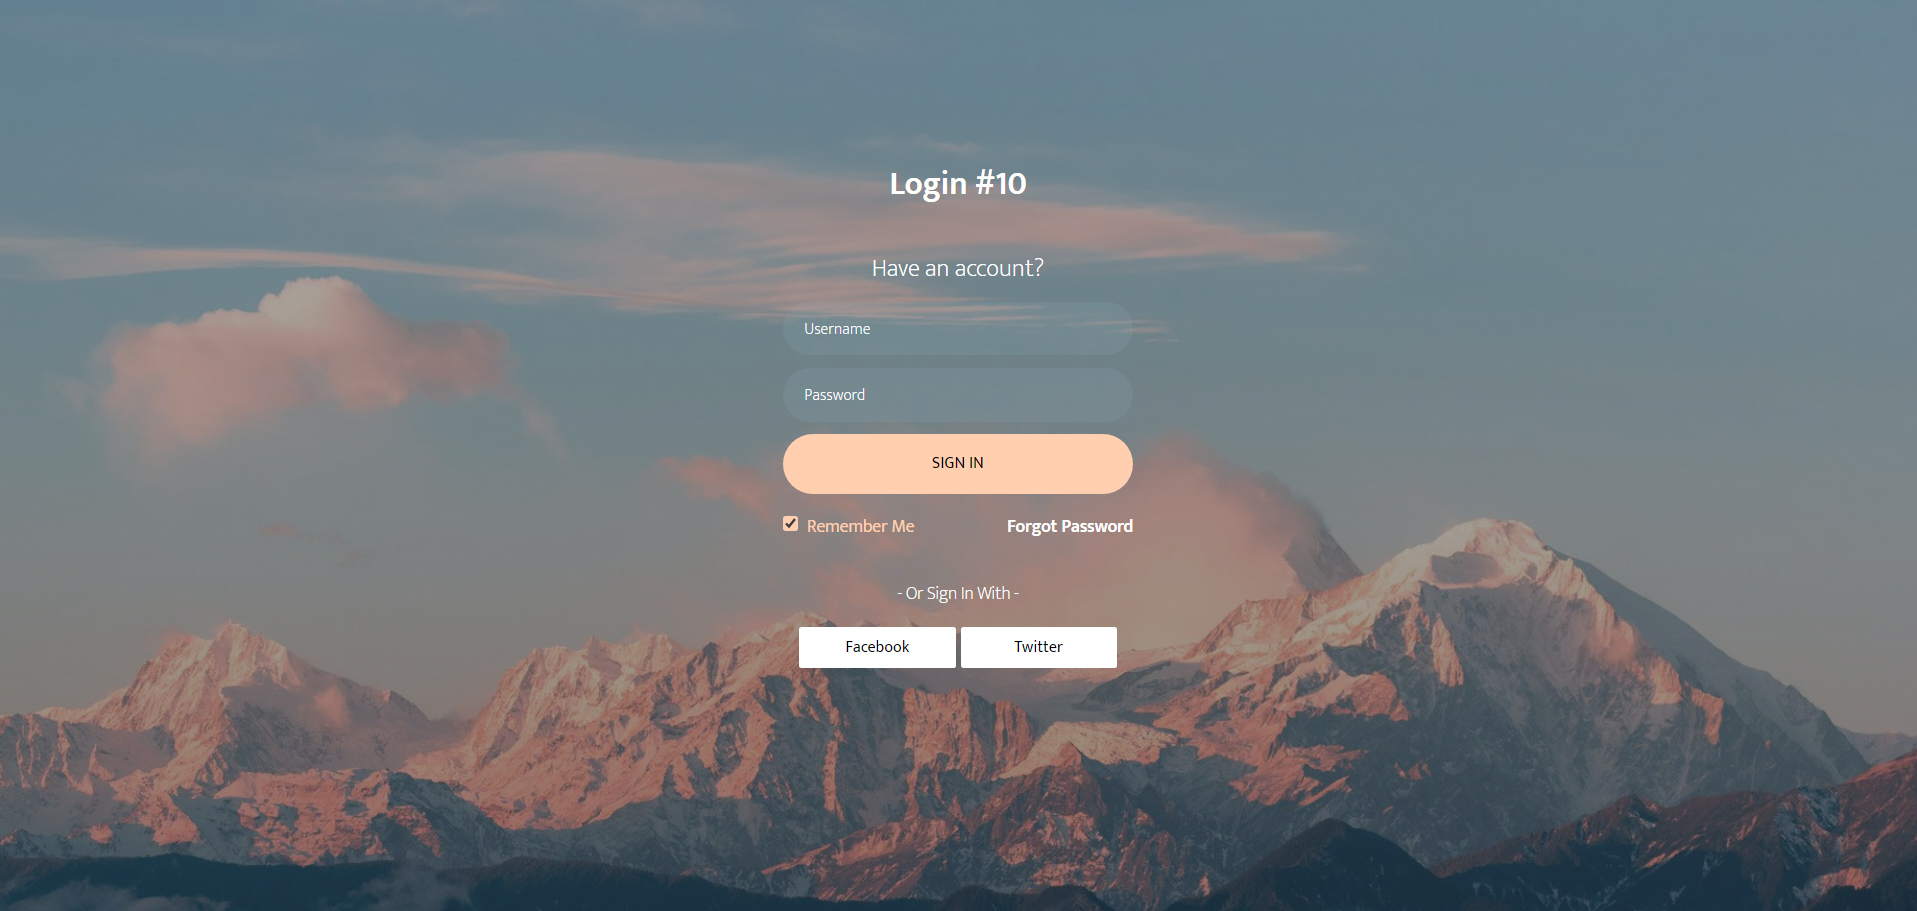 Login #10
Have an account?
Username
Password
SIGN IN
Remember Me Forgot Password
- Or Sign In With -
Facebook Twitter